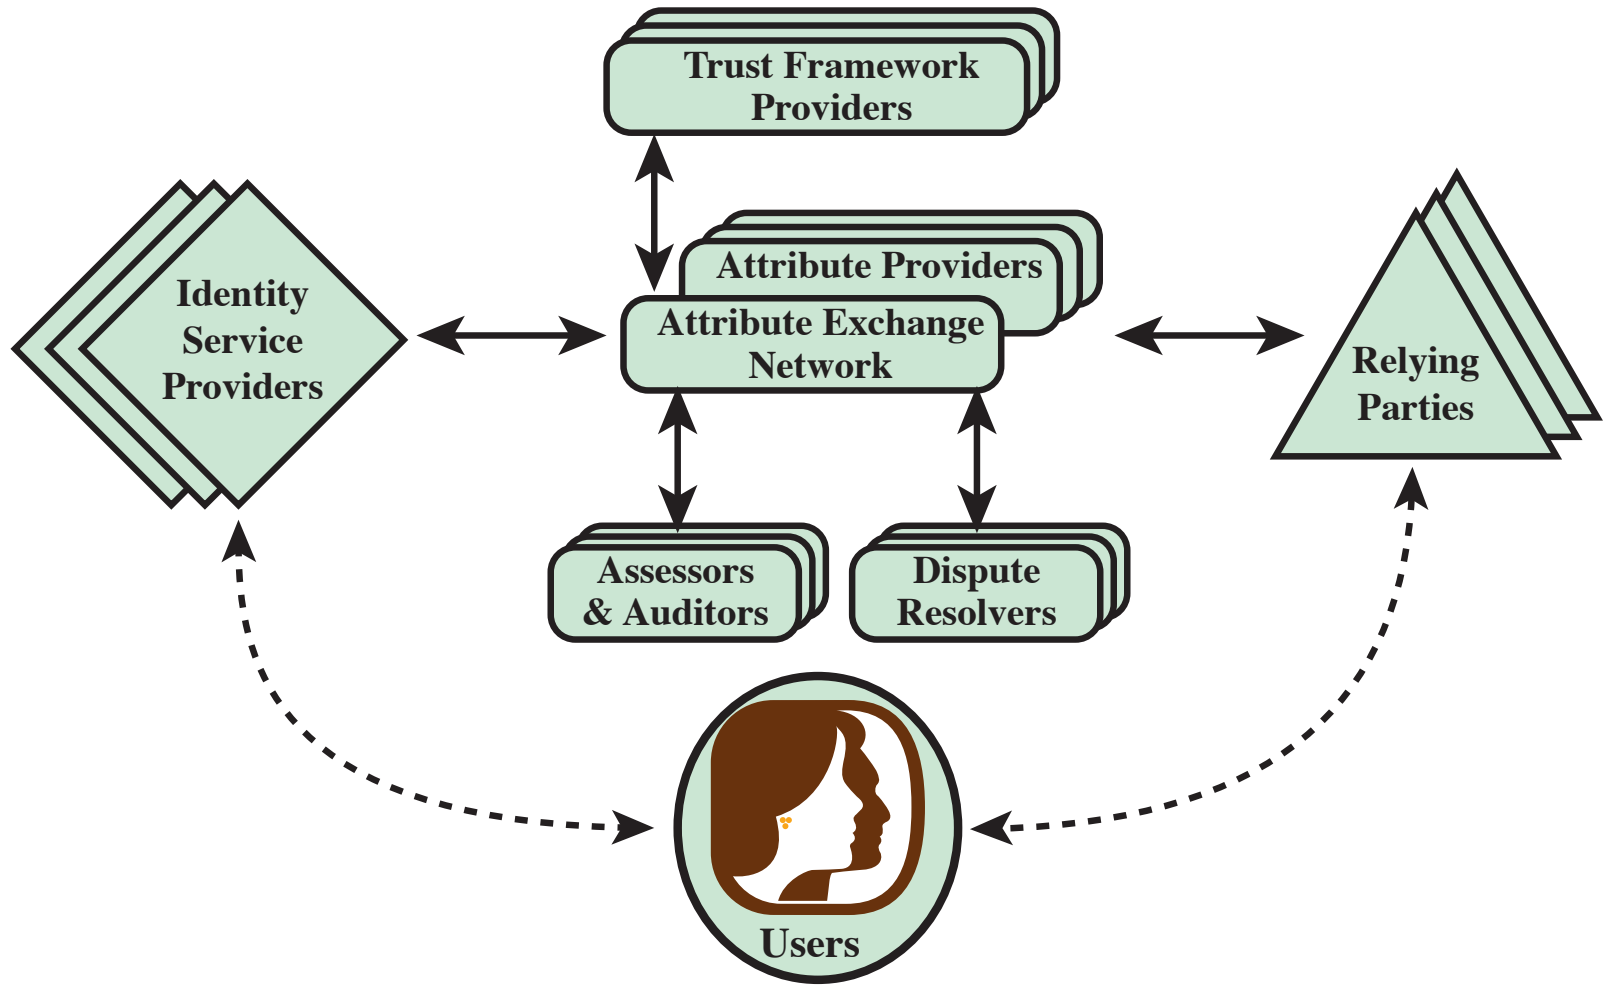 Trust Framework
Providers
Attribute Providers
Attribute Exchange
Network
Identity
Service
Providers
Relying
Parties
Assessors
& Auditors
Dispute
Resolvers
Users